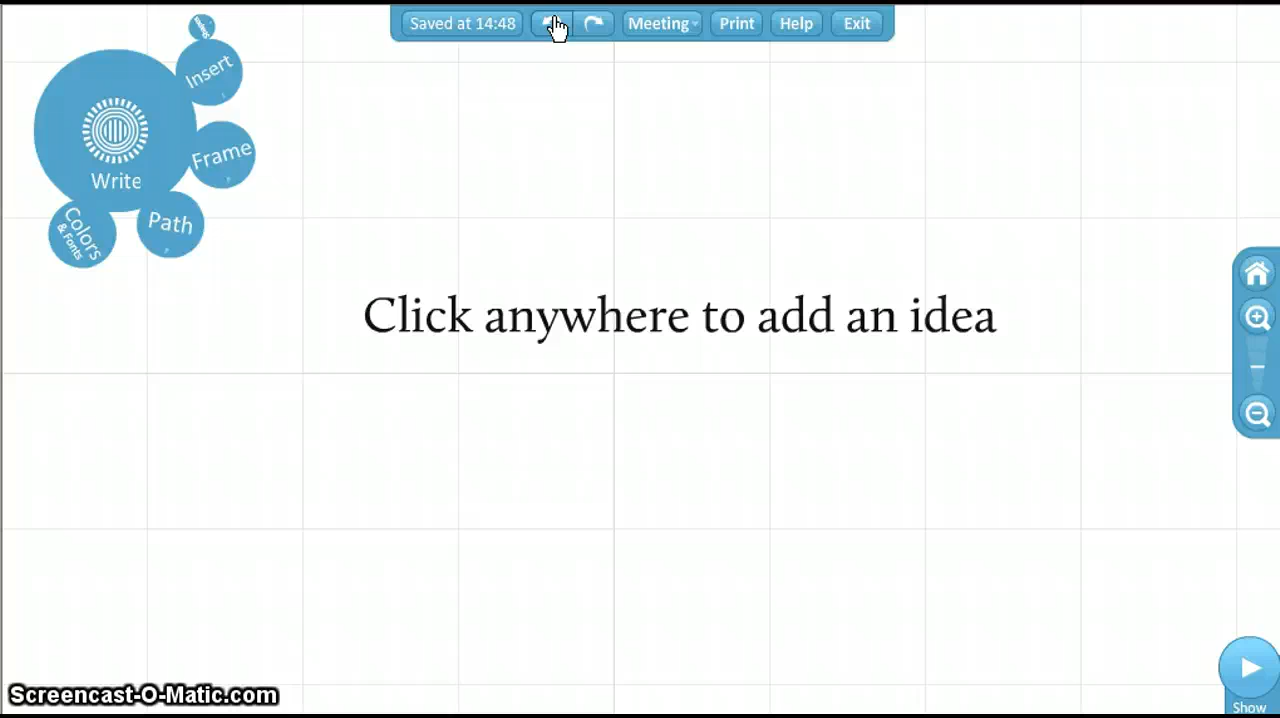 Saved at 14:48
Meeting
Print
Help
Exit
Insert
Frame
Write
Path
Colors
& Fonts
Click anywhere to add an idea
Show
Screencast-O-Matic.com